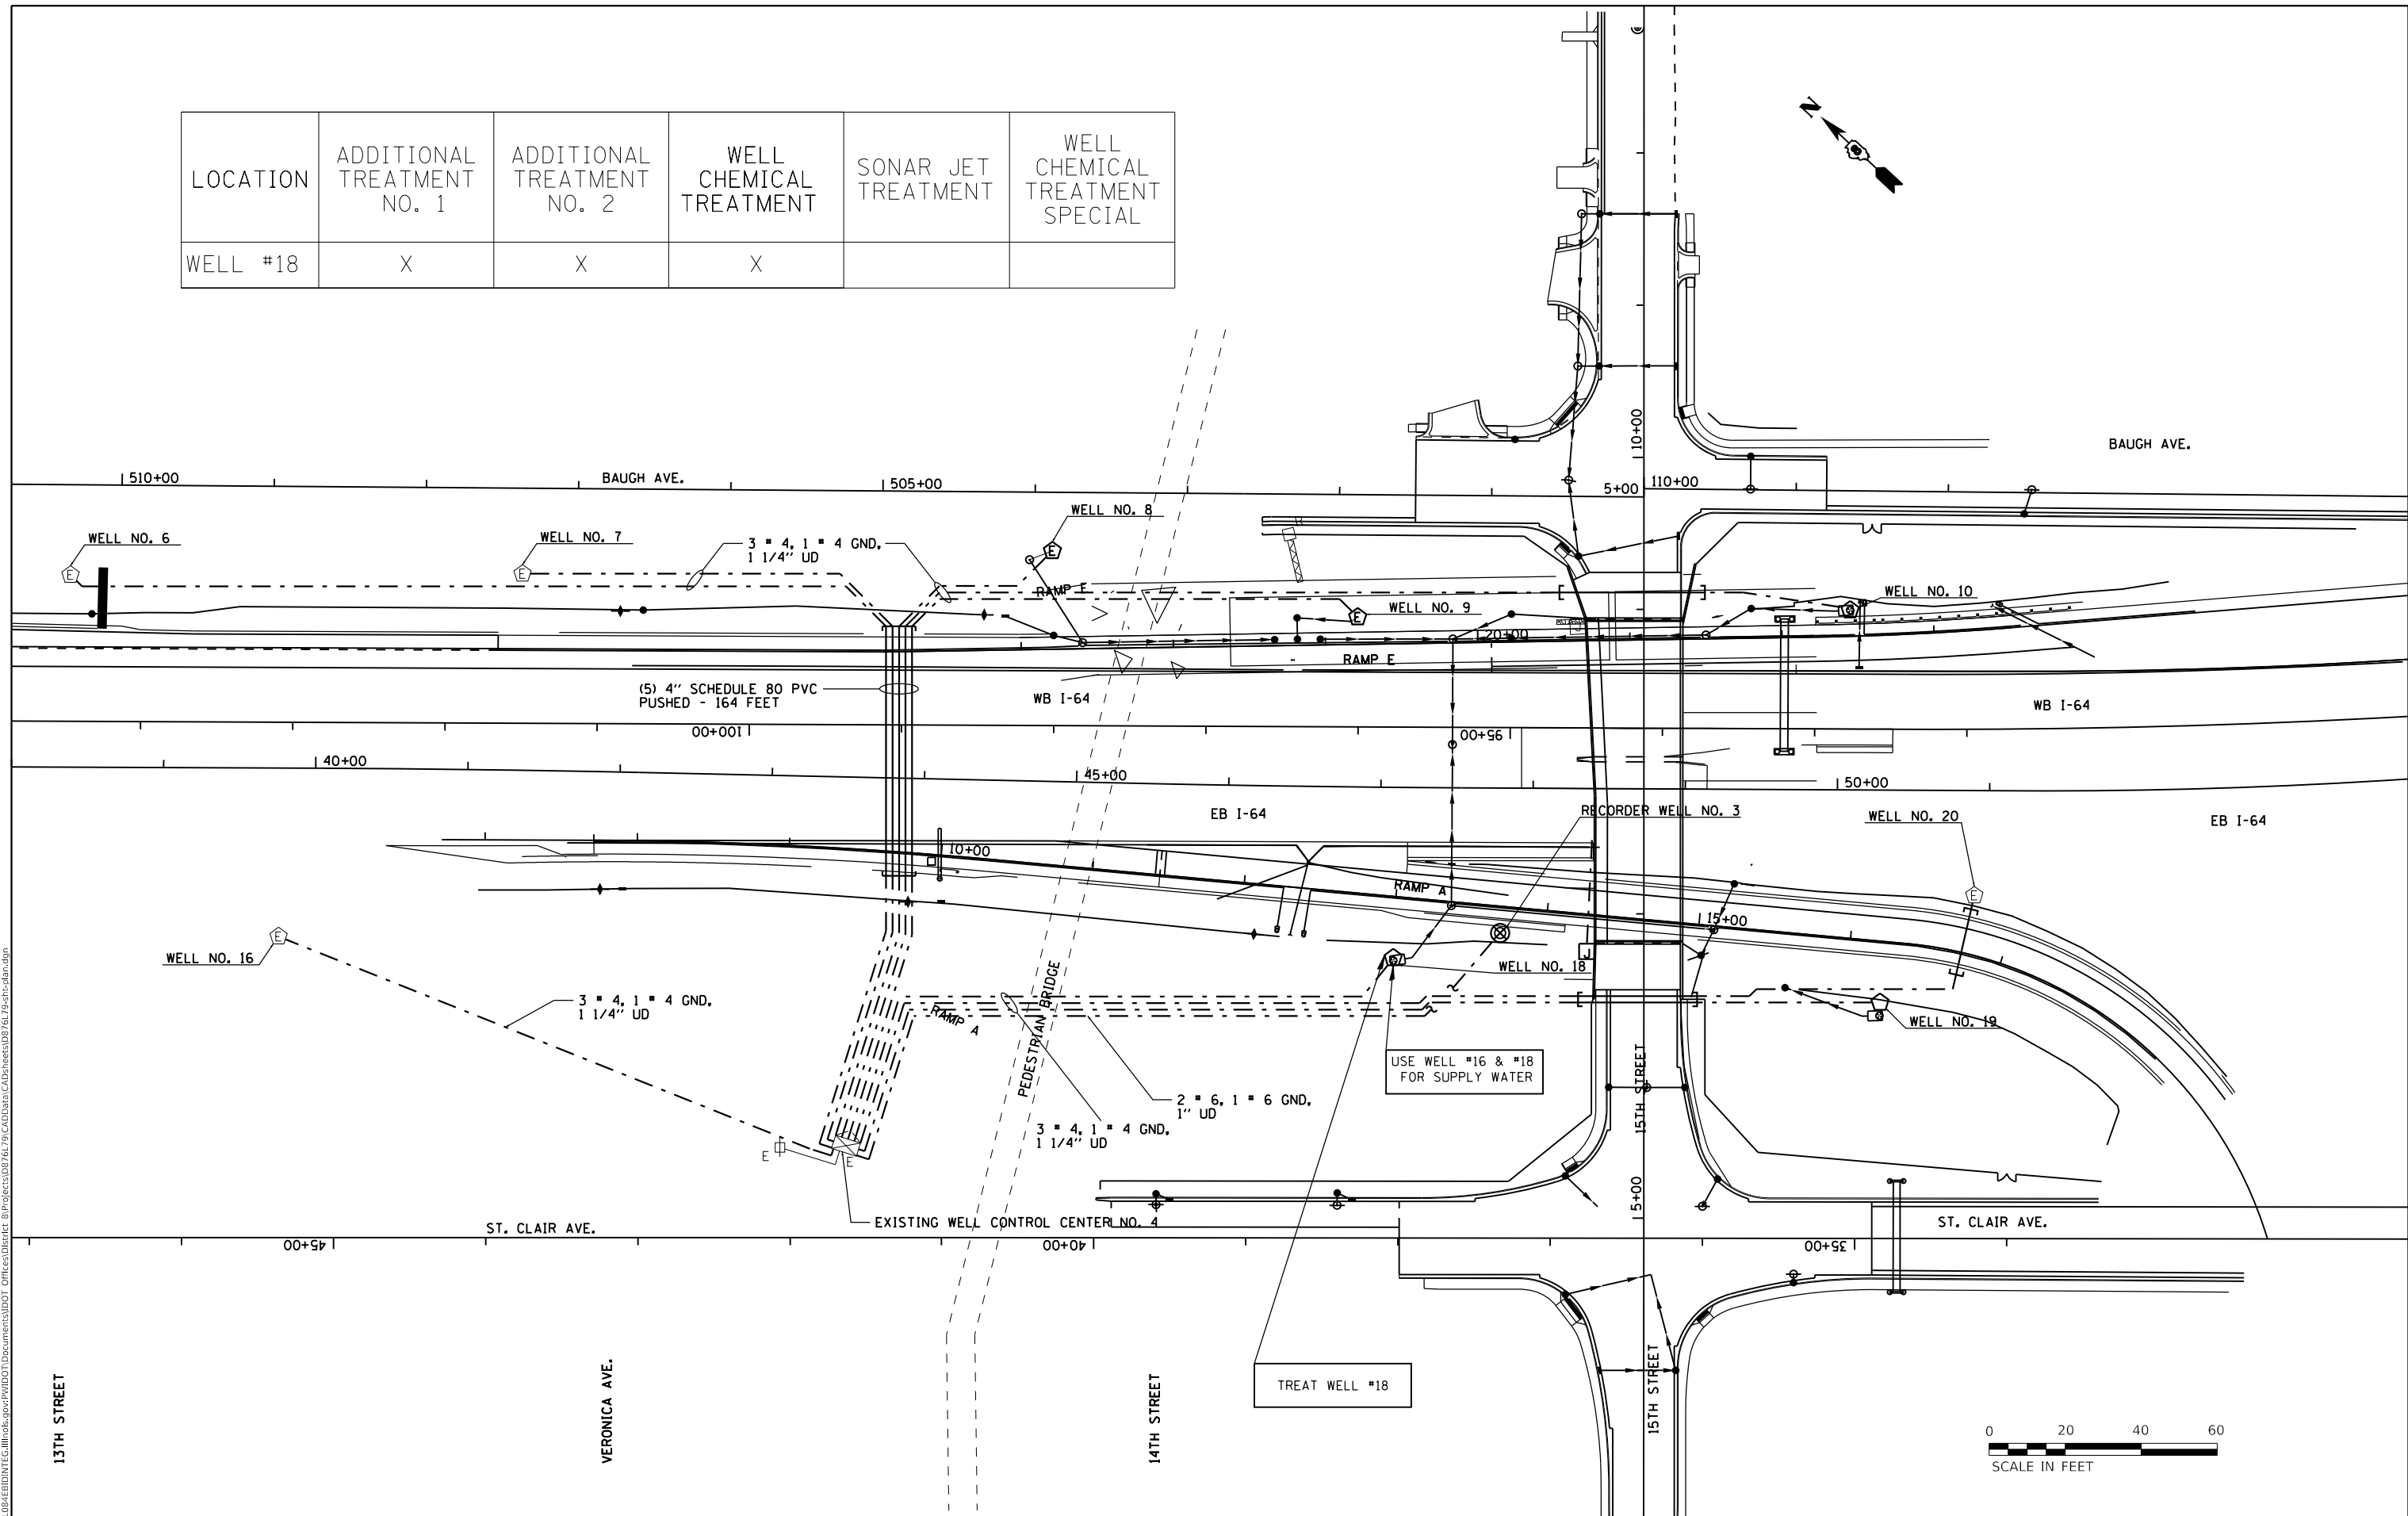 LOCATION
ADDITIONAL
TREATMENT
NO. 1
ADDITIONAL
TREATMENT
NO. 2
WELL
CHEMICAL
TREATMENT
SONAR JET
TREATMENT
WELL
CHEMICAL
TREATMENT
SPECIAL
WELL #18
X
X
X
N
BAUGH AVE.
10+00
510+00
BAUGH AVE.
505+00
5+00
110+00
WELL NO. 6
WELL NO. 7
3 # 4, 1 # 4 GND,
1 1/4" UD
WELL NO. 8
E
E
E
RAMP E
WELL NO. 9
E
WELL NO. 10
120+00
RAMP E
(5) 4" SCHEDULE 80 PVC
PUSHED - 164 FEET
WB I-64
WB I-64
1001+00
995+00
40+00
45+00
50+00
EB I-64
RECORDER WELL NO. 3
WELL NO. 20
EB I-64
10+00
RAMP A
E
15+00
E
WELL NO. 16
WELL NO. 18
3 # 4, 1 # 4 GND,
1 1/4" UD
RAMP A
PEDESTRIAN BRIDGE
WELL NO. 19
USE WELL #16 & #18
FOR SUPPLY WATER
15TH STREET
2 # 6, 1 # 6 GND,
1" UD
3 # 4, 1 # 4 GND,
1 1/4" UD
E
E
5+00
EXISTING WELL CONTROL CENTER NO. 4
ST. CLAIR AVE.
ST. CLAIR AVE.
45+00
40+00
35+00
TREAT WELL #18
13TH STREET
VERONICA AVE.
14TH STREET
15TH STREET
0 20 40 60
SCALE IN FEET